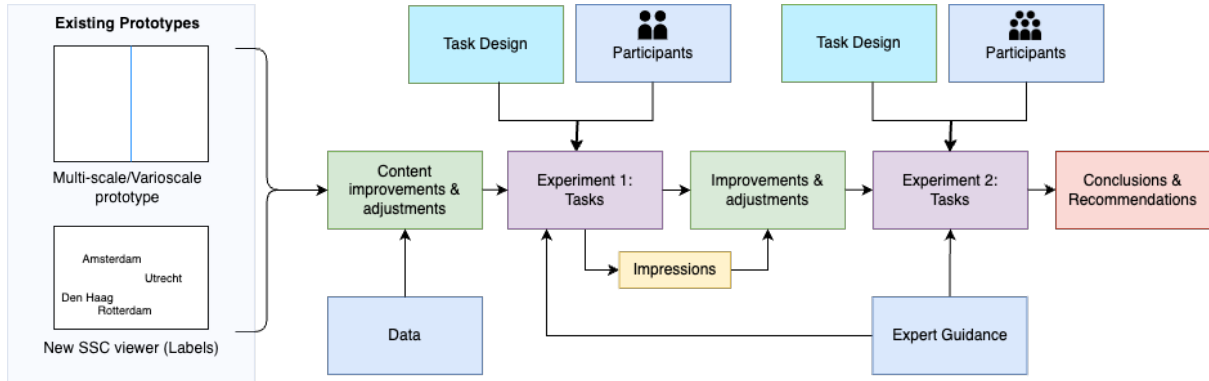 Existing Prototypes
Multi-scale/Varioscale
prototype
Amsterdam
Utrecht
Den Haag
Rotterdam
New SSC viewer (Labels)
Content
improvements &
adjustments
Data
Task Design
Participants
Experiment 1:
Tasks
Impressions
Improvements &
adjustments
Task Design
Participants
Experiment 2:
Tasks
Expert Guidance
Conclusions &
Recommendations